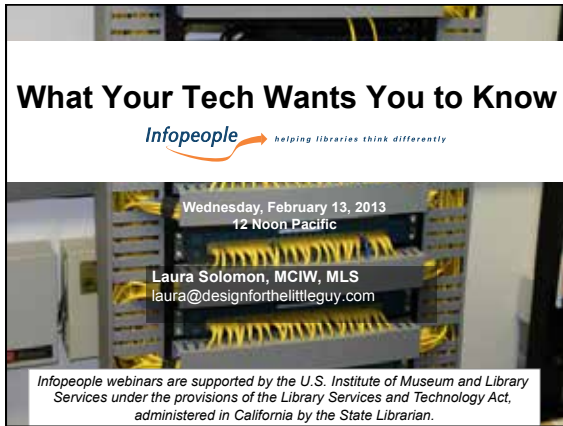 What Your Tech Wants You to Know
Infopeople helping libraries think differently
Wednesday, February 13, 2013
12 Noon Pacific
Laura Solomon, MCIW, MLS
laura@designforthelittleguy.com
Infopeople webinars are supported by the U.S. Institute of Museum and Library
Services under the provisions of the Library Services and Technology Act,
administered in California by the State Librarian.